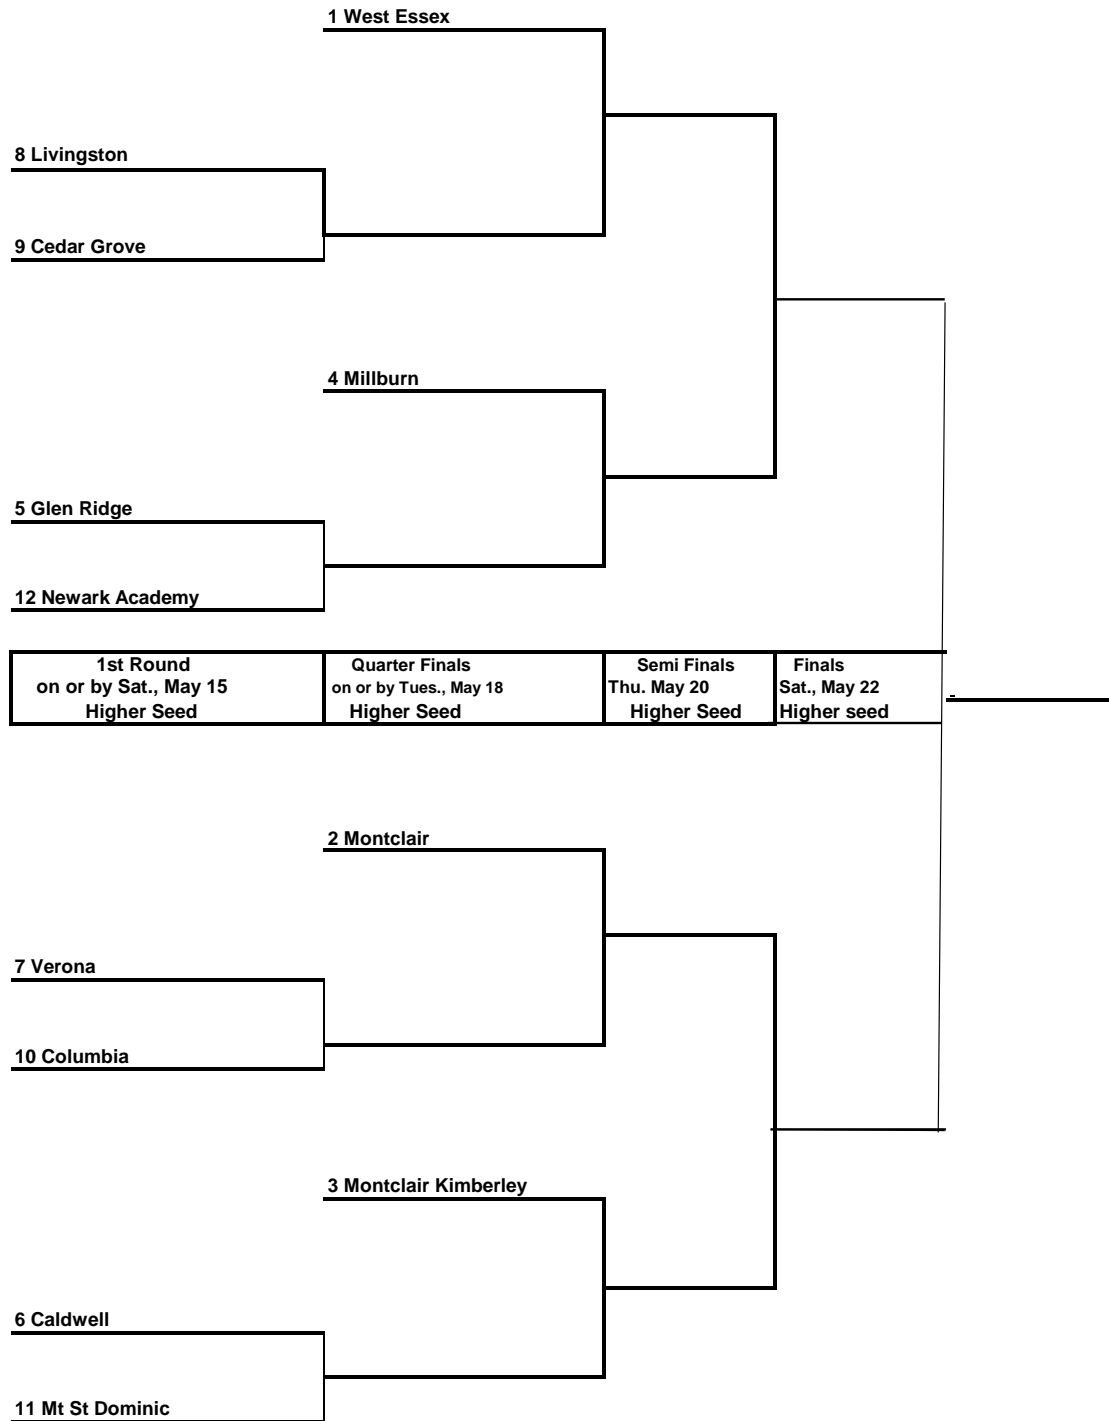 1 West Essex
8 Livingston
9 Cedar Grove
4 Millburn
5 Glen Ridge
12 Newark Academy
1st Round
on or by Sat., May 15
Higher Seed
Quarter Finals
on or by Tues., May 18
Higher Seed
Semi Finals
Thu. May 20
Higher Seed
Finals
Sat., May 22
Higher seed
2 Montclair
7 Verona
10 Columbia
3 Montclair Kimberley
6 Caldwell
11 Mt St Dominic